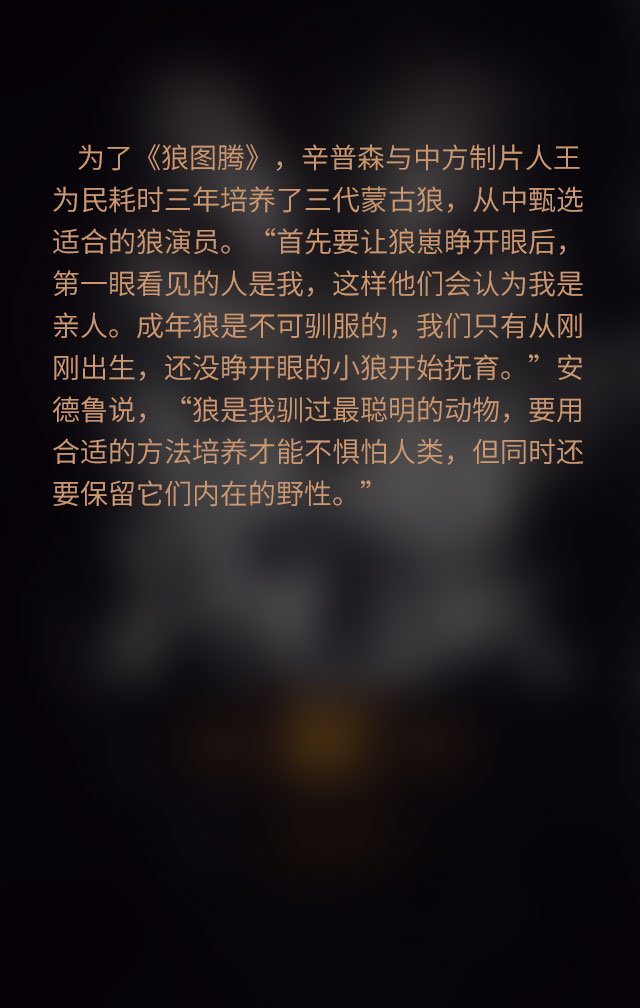 为了《狼图腾》，辛普森与中方制片人王
为民耗时三年培养了三代蒙古狼，从中甄选
适合的狼演员。“首先要让狼崽睁开眼后，
第一眼看见的人是我，这样他们会认为我是
亲人。成年狼是不可驯服的，我们只有从刚
刚出生，还没睁开眼的小狼开始抚育。”安
德鲁说，“狼是我驯过最聪明的动物，要用
合适的方法培养才能不惧怕人类，但同时还
要保留它们内在的野性。”